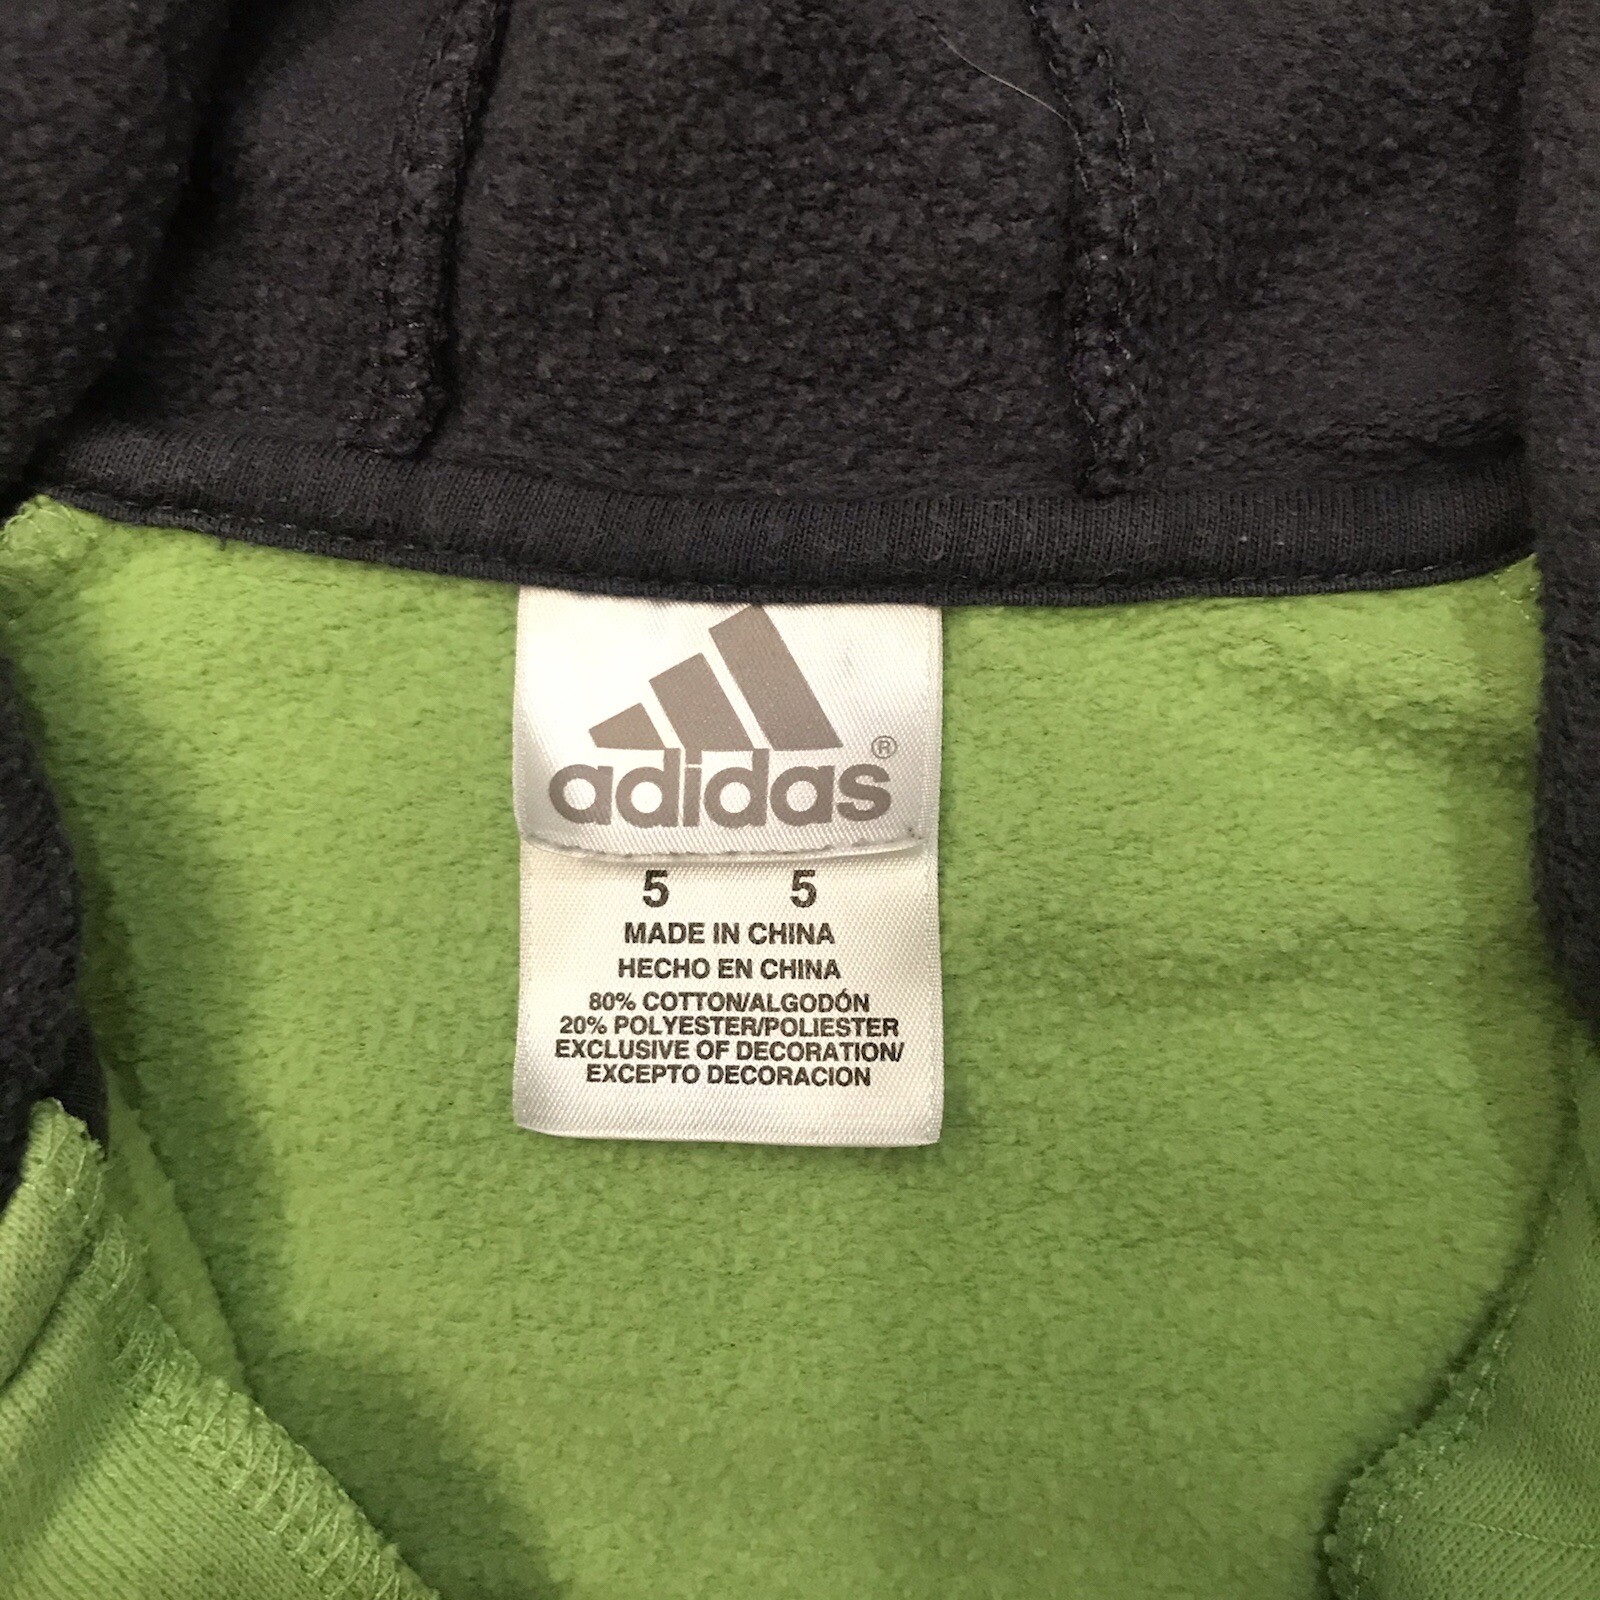 adidas®
5 5
MADE IN CHINA
HECHO EN CHINA
80% COTTON/ALGODÓN
20% POLYESTER/POLIESTER
EXCLUSIVE OF DECORATION/
EXCEPTO DECORACION